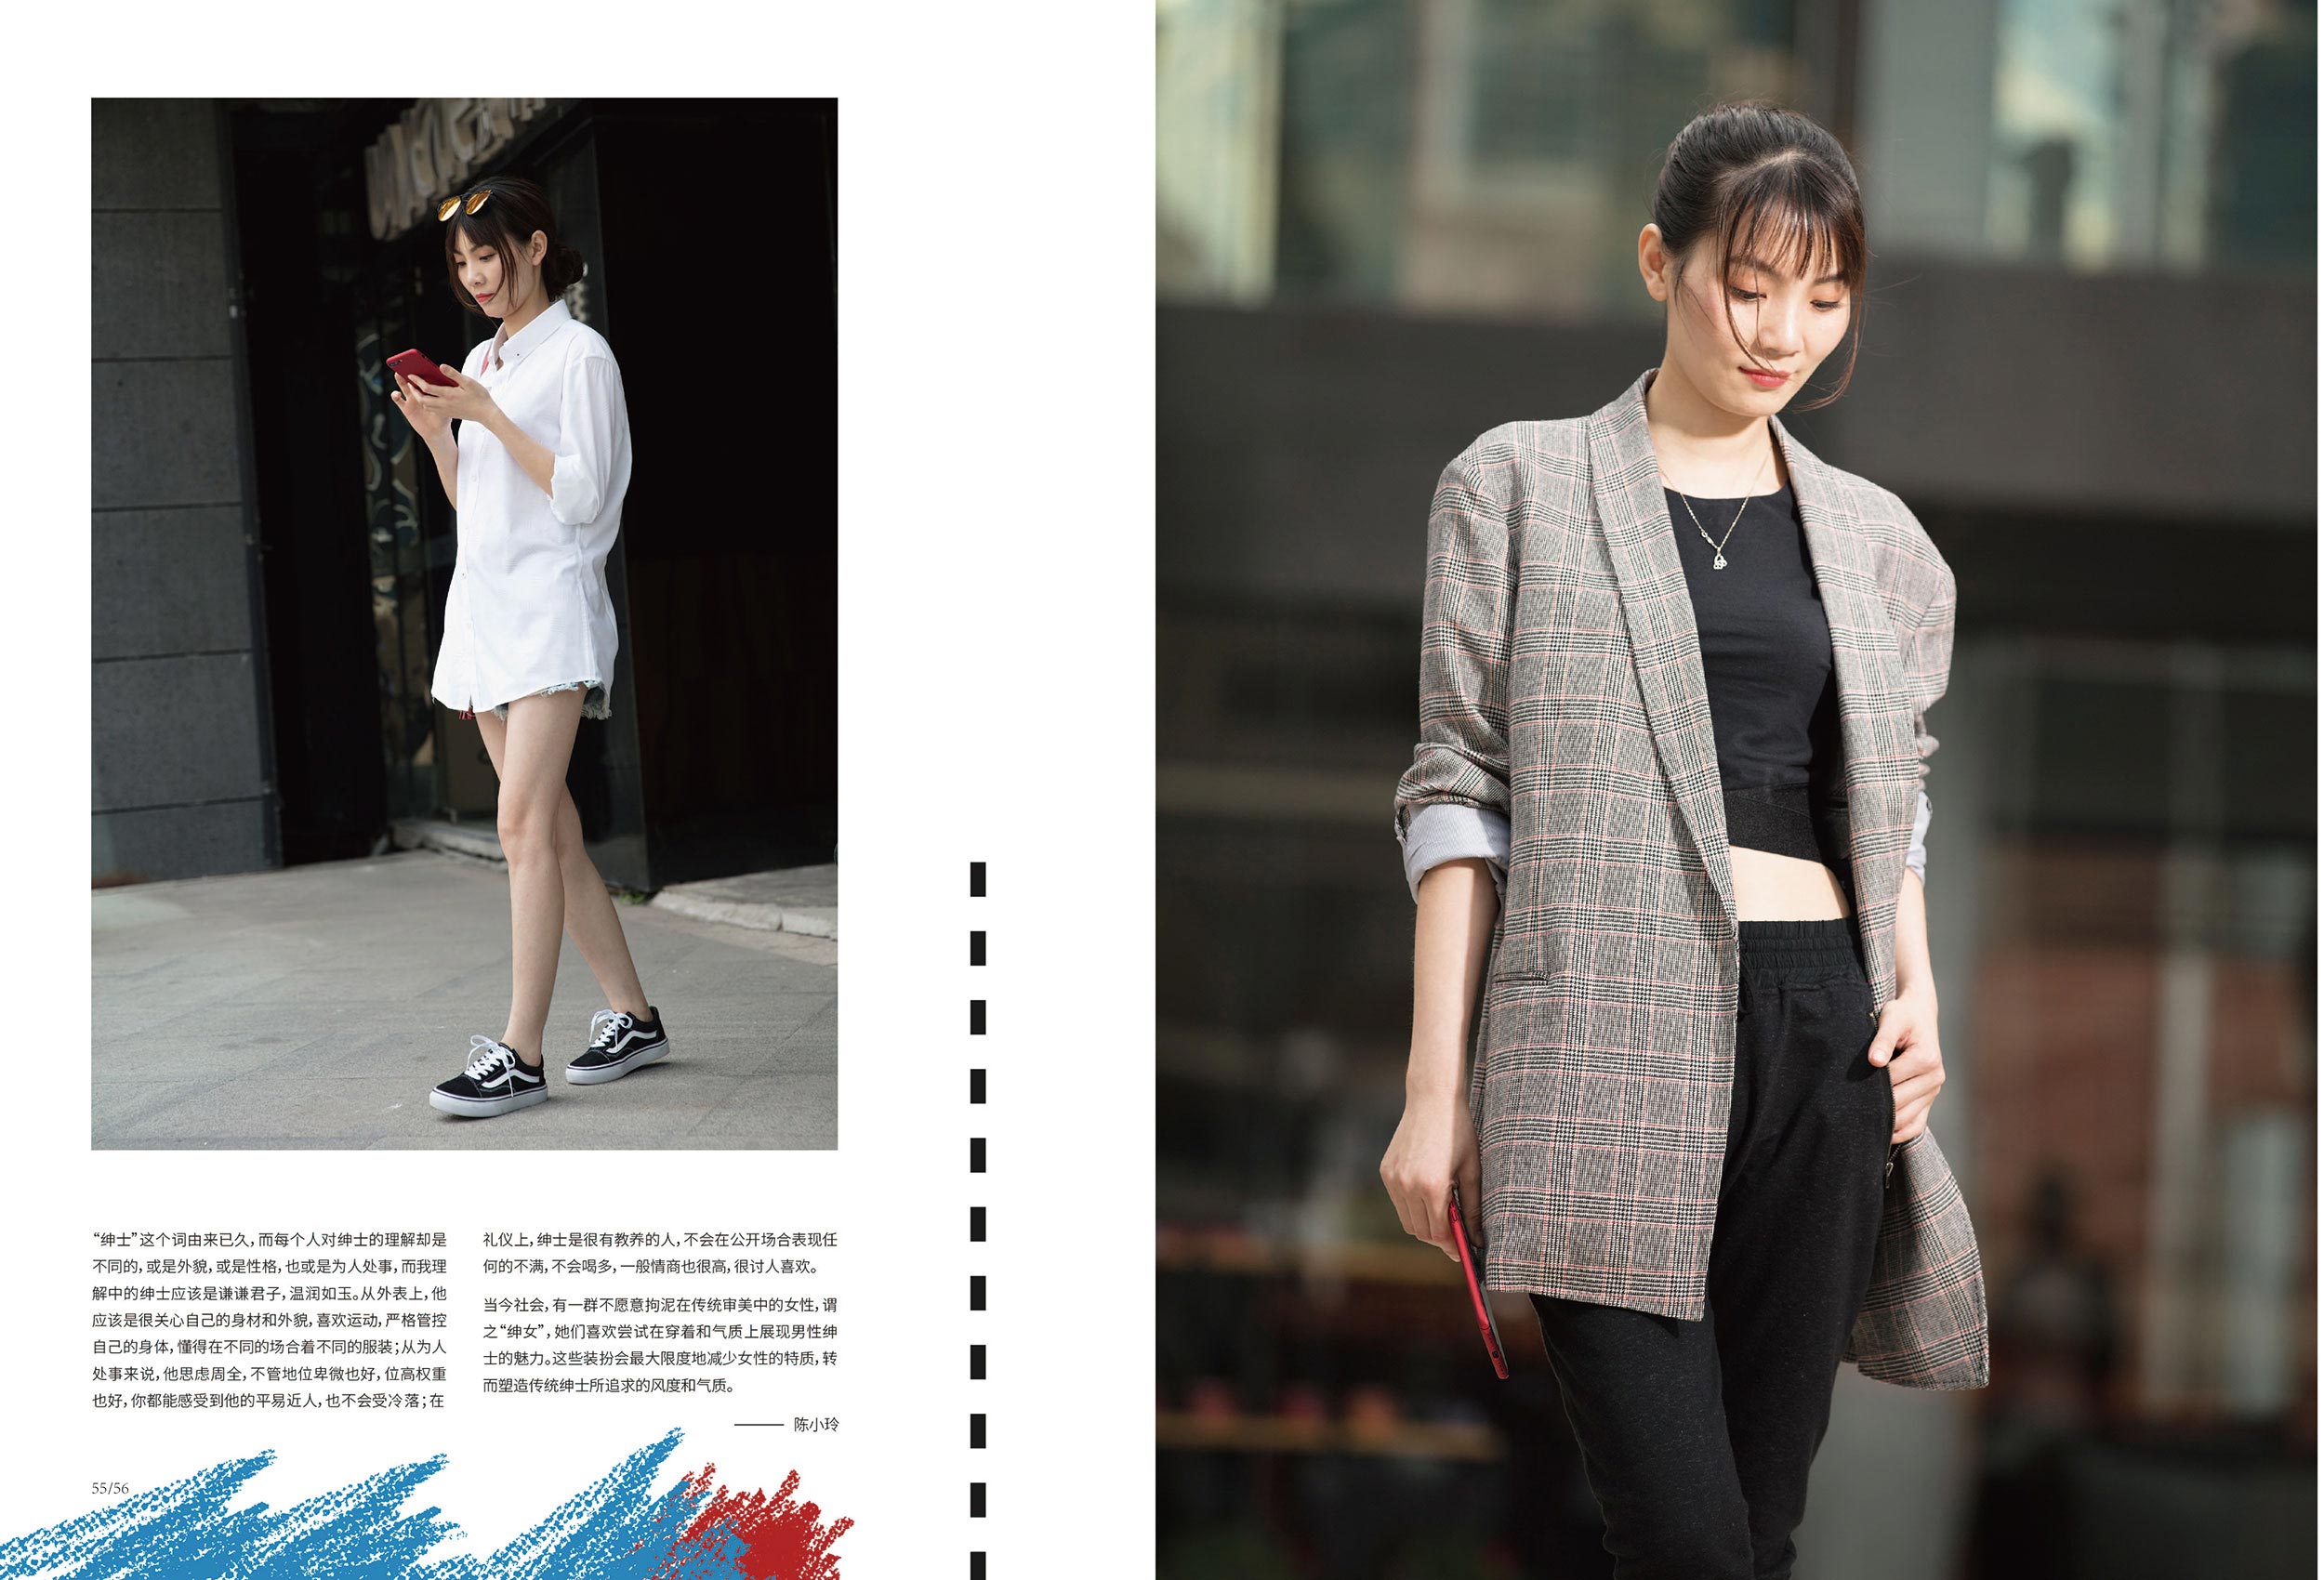 “绅士”这个词由来已久，而每个人对绅士的理解却是
不同的，或是外貌，或是性格，也或是为人处事，而我理
解中的绅士应该是谦谦君子，温润如玉。从外表上，他
应该是很关心自己的身材和外貌，喜欢运动，严格管控
自己的身体，懂得在不同的场合着不同的服装；从为人
处事来说，他思虑周全，不管地位卑微也好，位高权重
也好，你都能感受到他的平易近人，也不会受冷落；在
礼仪上，绅士是很有教养的人，不会在公开场合表现任
何的不满，不会喝多，一般情商也很高，很讨人喜欢。
当今社会，有一群不愿意拘泥在传统审美中的女性，谓
之“绅女”，她们喜欢尝试在穿着和气质上展现男性绅
士的魅力。这些装扮会最大限度地减少女性的特质，转
而塑造传统绅士所追求的风度和气质。
—— 陈小玲
55/56